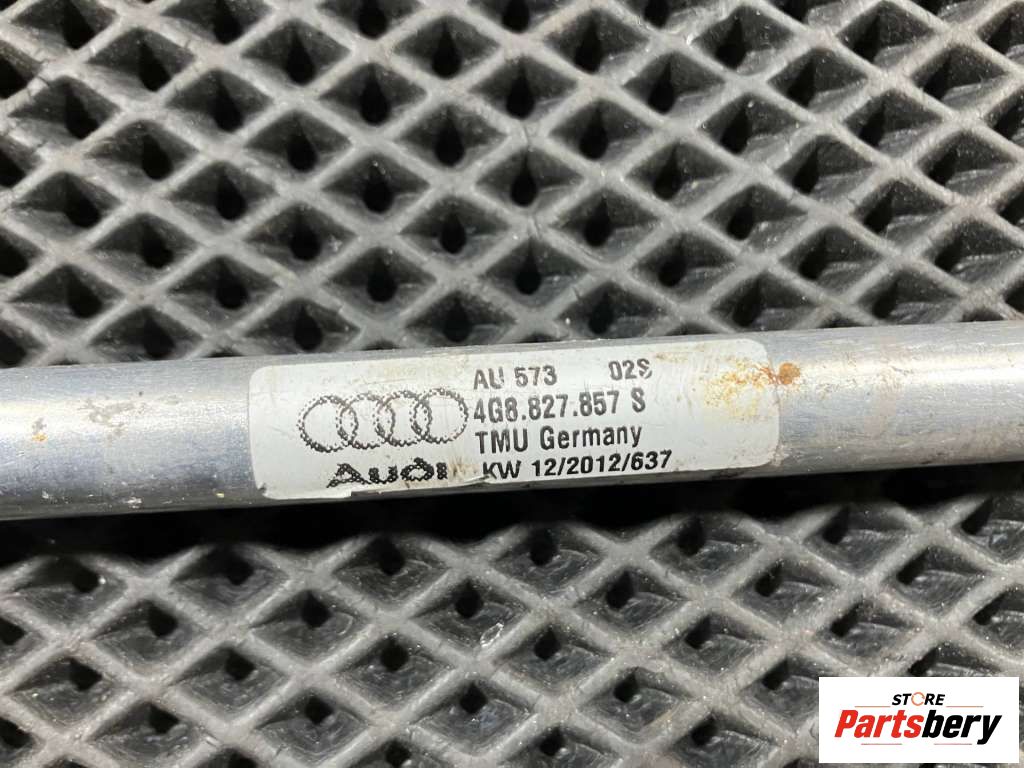 AU 573 02S
4G8.827.857 S
TMU Germany
Audi KW 12/2012/637
STORE
Partsbery